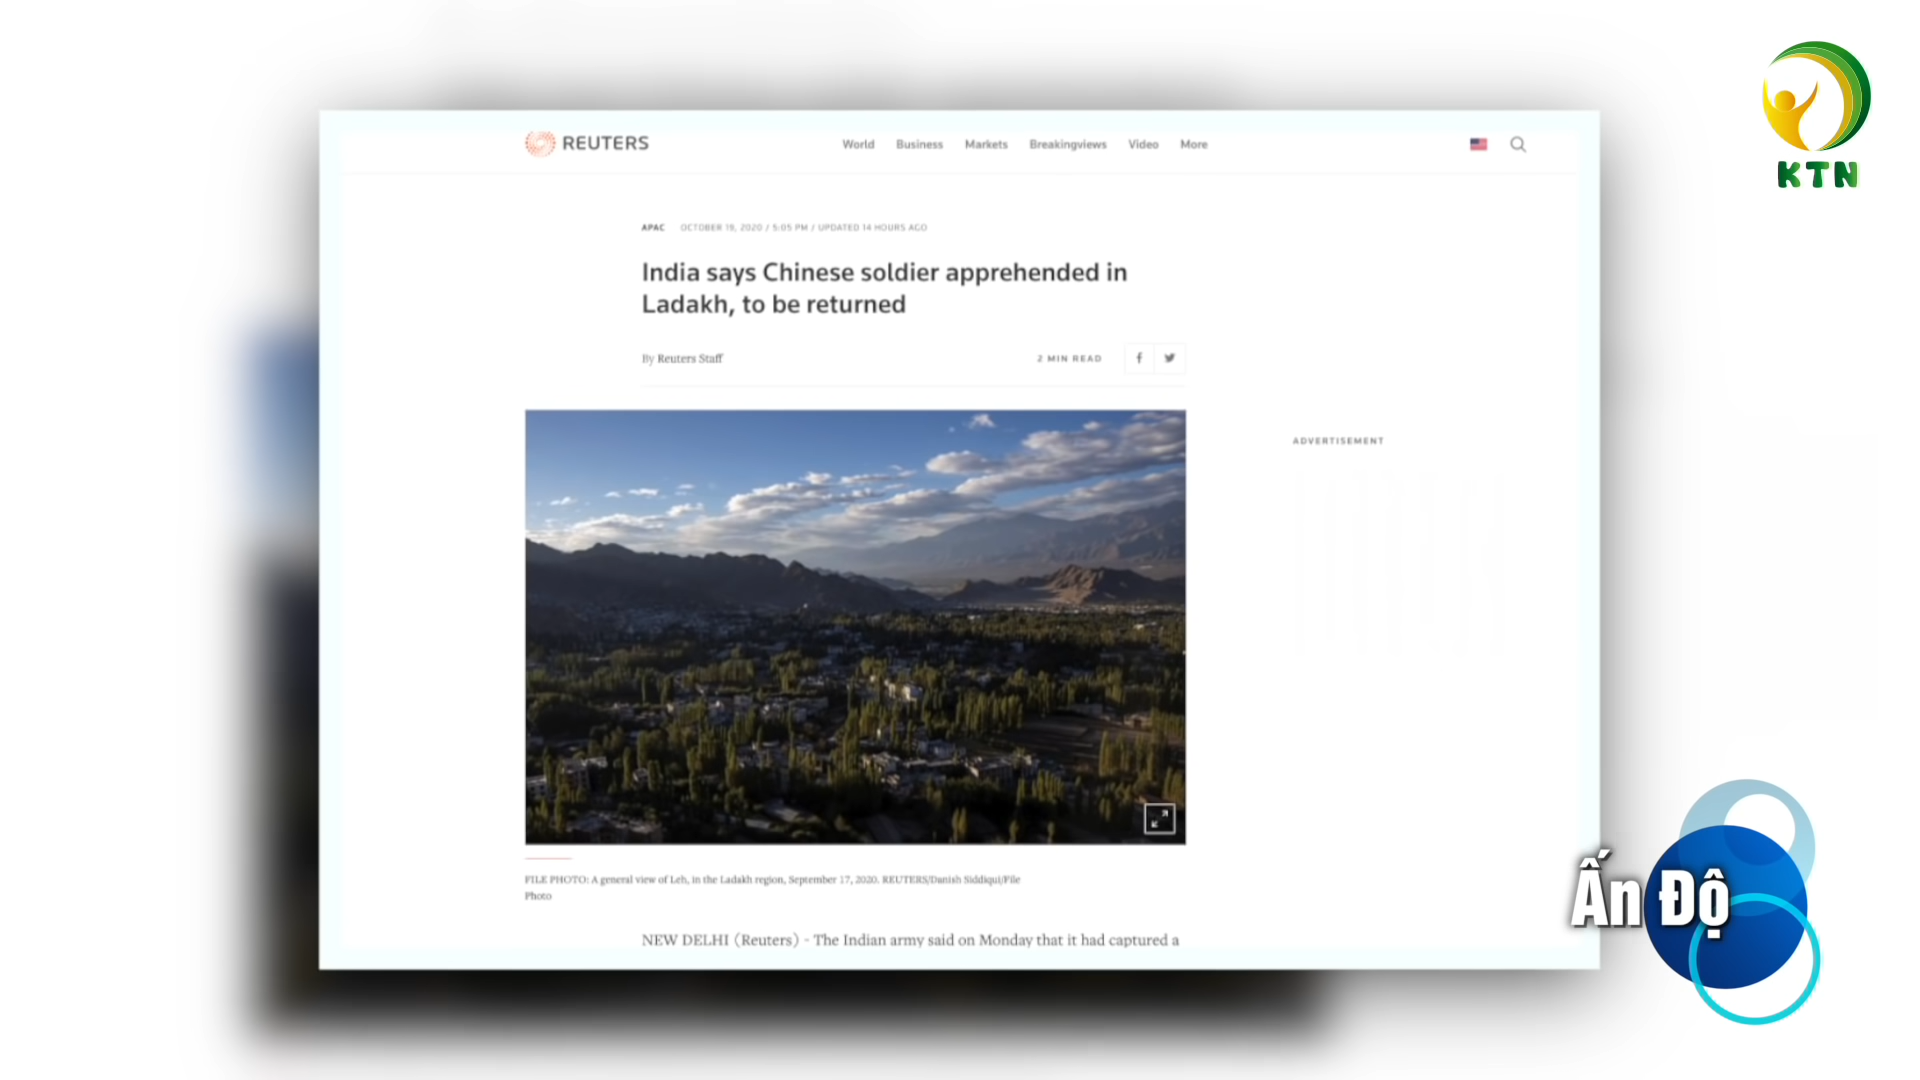 KTN
REUTERS
World Business Markets Breakingviews Video More
APAC OCTOBER 19, 2020 / 5:05 PM / UPDATED 14 HOURS AGO
India says Chinese soldier apprehended in
Ladakh, to be returned
By Reuters Staff
2 MIN READ
ADVERTISEMENT
FILE PHOTO: A general view of Leh, in the Ladakh region, September 17, 2020. REUTERS/Danish Siddiqui/File
Photo
NEW DELHI (Reuters) - The Indian army said on Monday that it had captured a
Ấn Độ